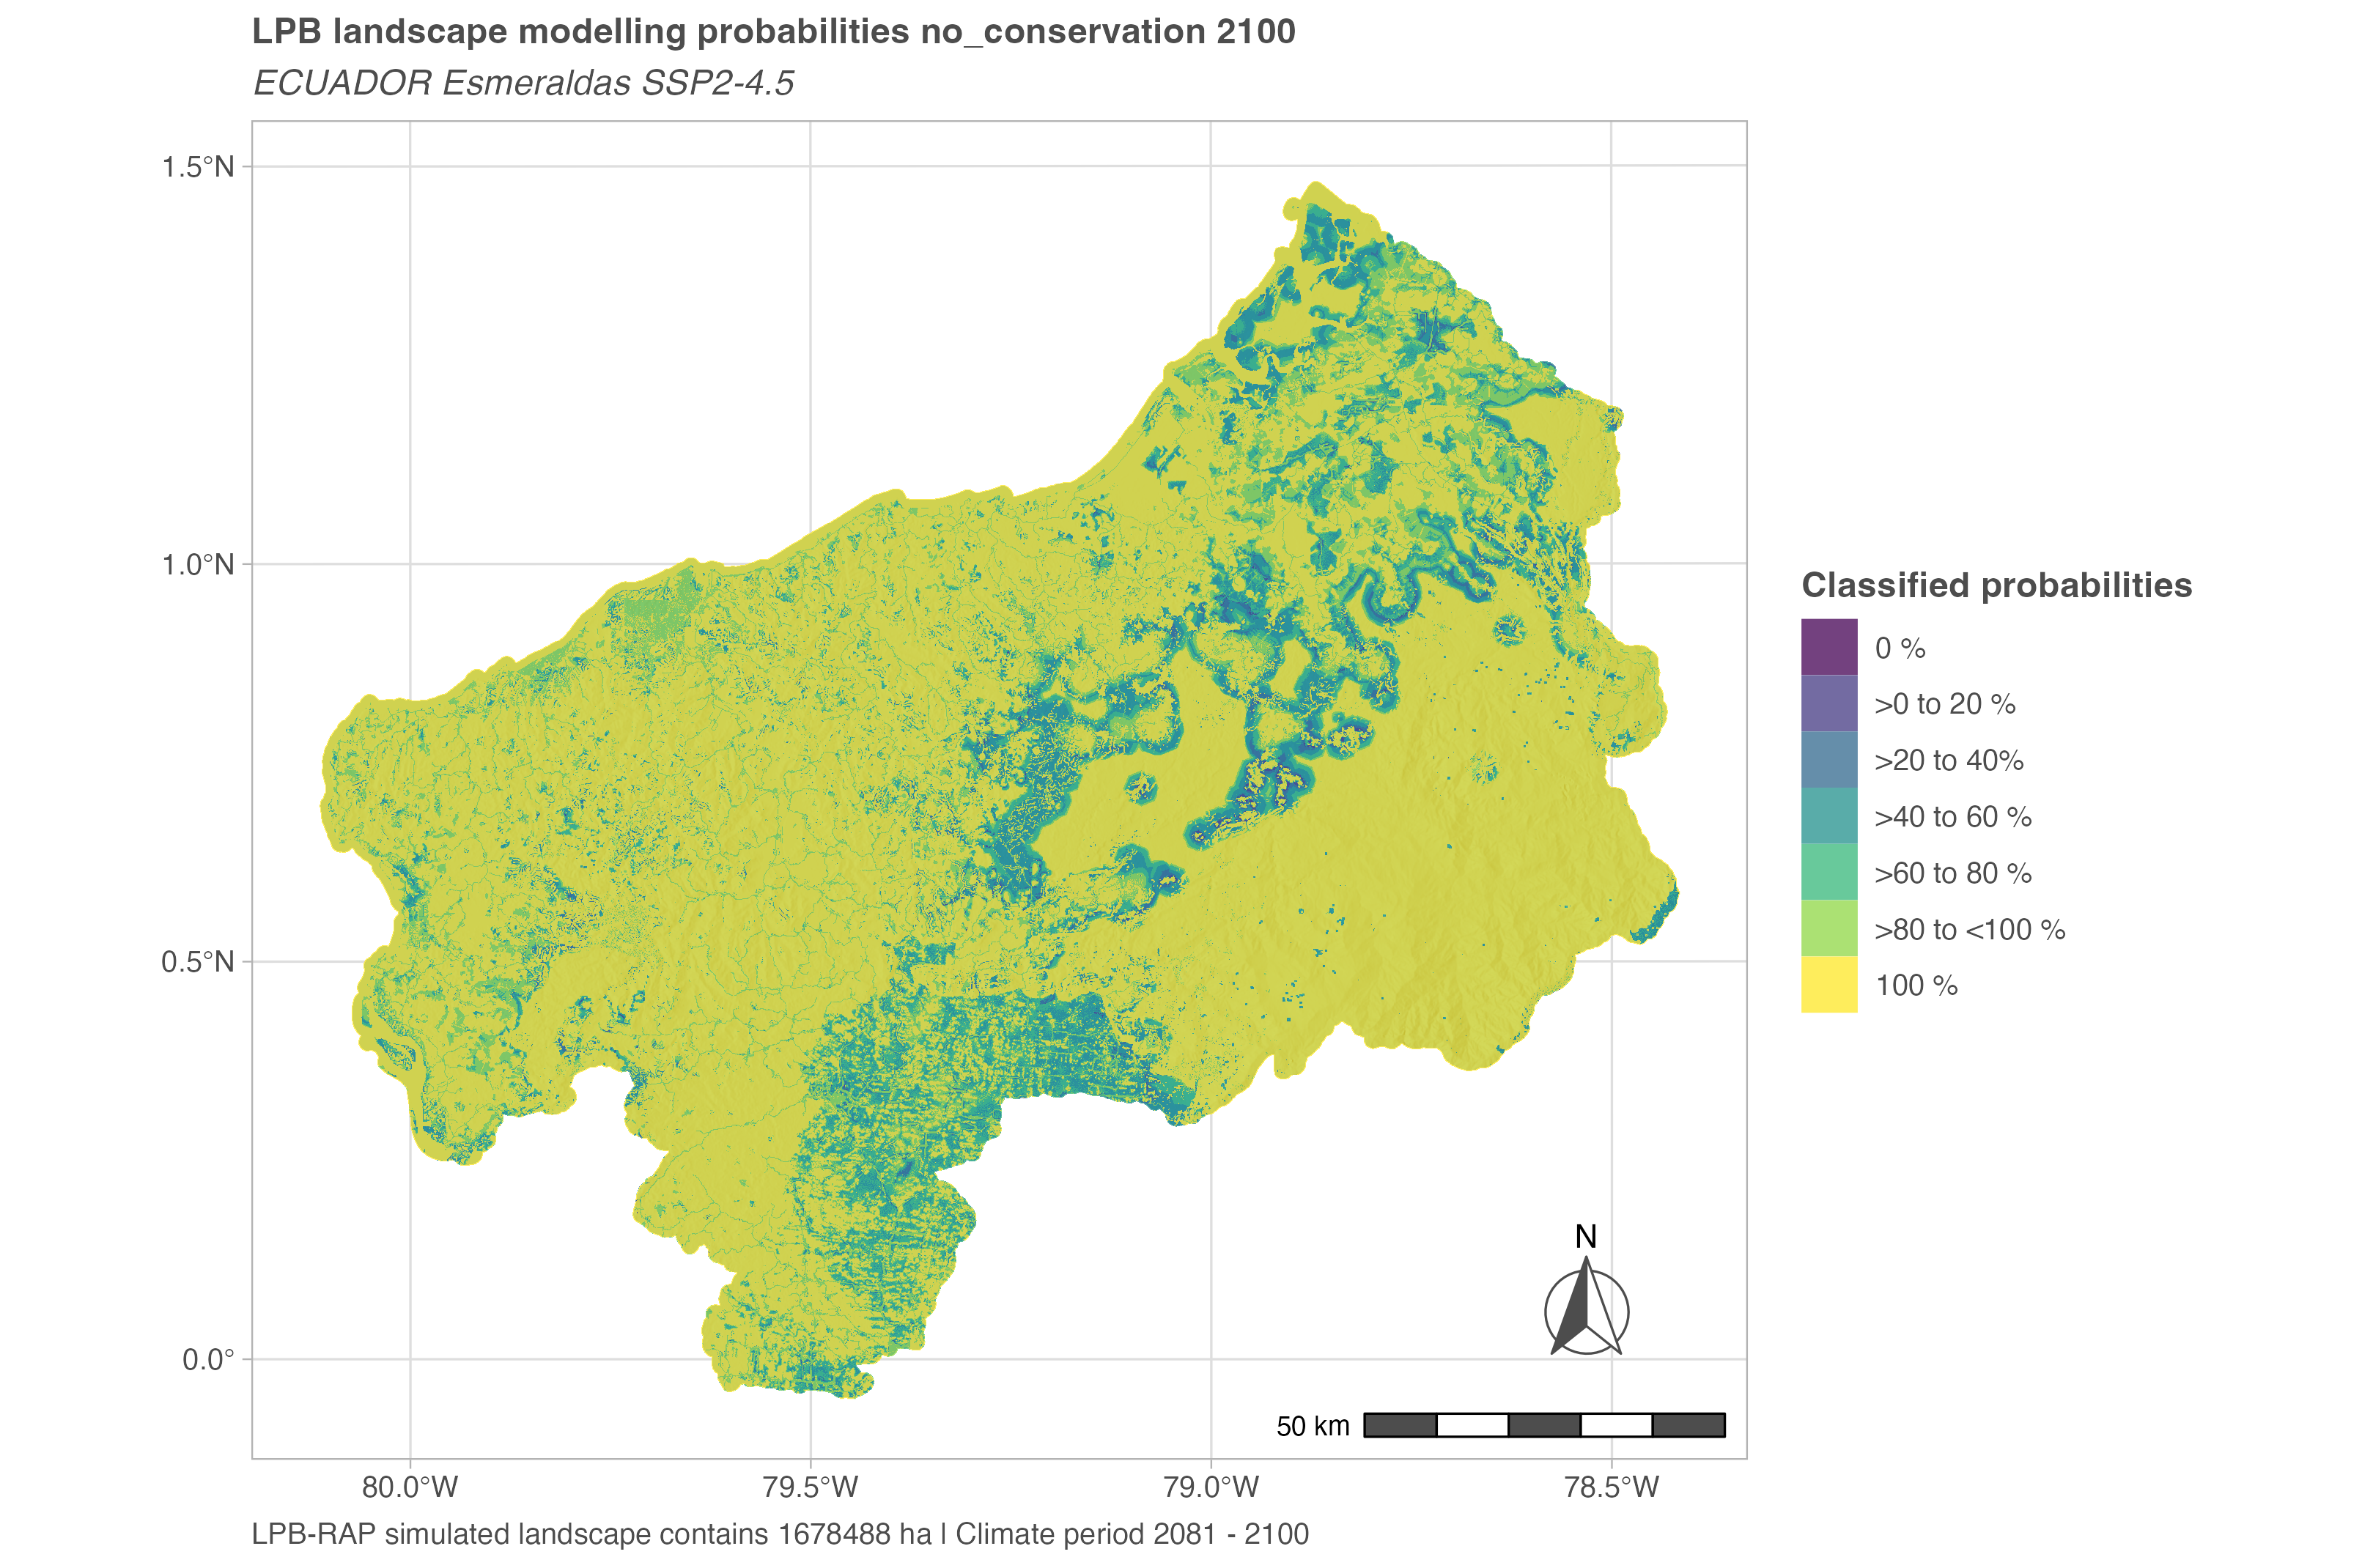 LPB landscape modelling probabilities no_conservation 2100
ECUADOR Esmeraldas SSP2-4.5
1.5°N
1.0°N
0.5°N
0.0°
80.0°W
79.5°W
79.0°W
78.5°W
N
50 km
Classified probabilities
0 %
>0 to 20 %
>20 to 40%
>40 to 60 %
>60 to 80 %
>80 to <100 %
100 %
LPB-RAP simulated landscape contains 1678488 ha | Climate period 2081 - 2100